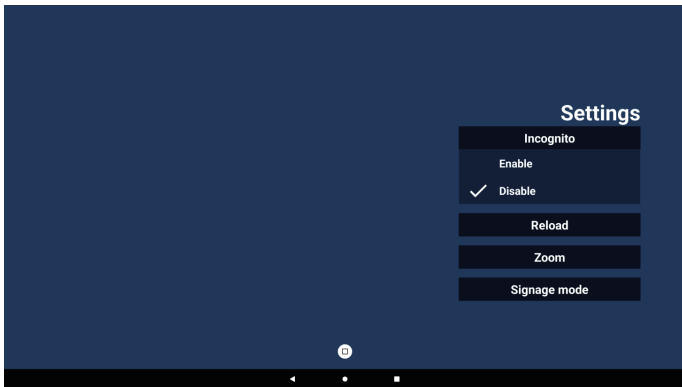 Settings
Incognito
Enable
Disable
Reload
Zoom
Signage mode